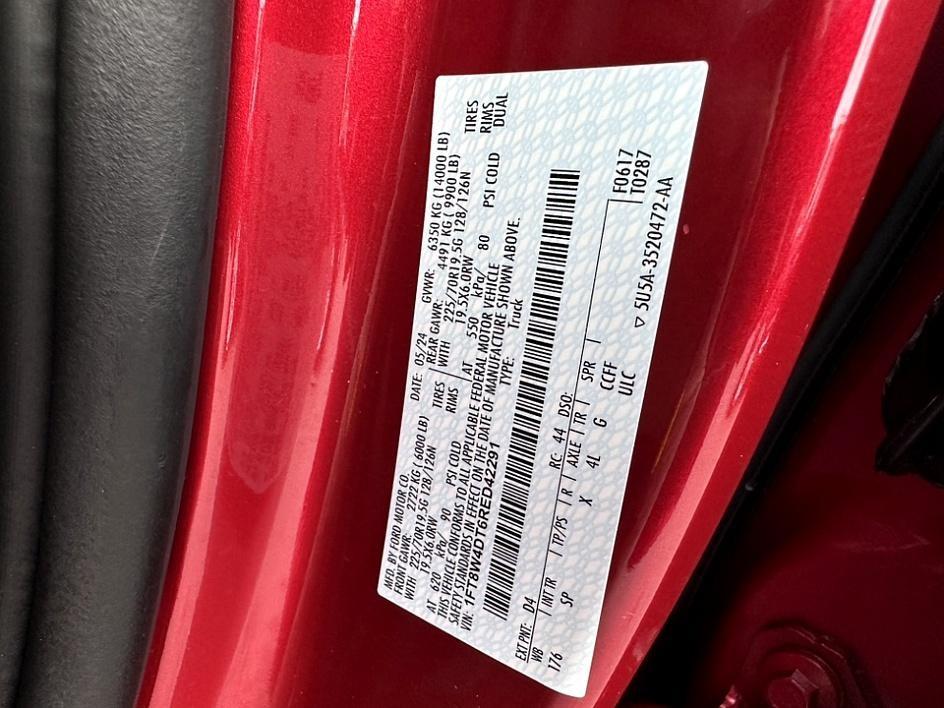 MFD. BY FORD MOTOR CO.
DATE: 05/24 GVWR: 6350 KG (14000 LB)
FRONT GAWR: 2722 KG ( 6000 LB)
REAR GAWR: 4491 KG ( 9900 LB)
WITH 225/70R19.5G 128/126N TIRES
WITH 225/70R19.5G 128/126N TIRES
19.5X6.0RW RIMS
19.5X6.0RW RIMS
AT 620 kPa/ 90 PSI COLD
AT 550 kPa/ 80 PSI COLD DUAL
THIS VEHICLE CONFORMS TO ALL APPLICABLE FEDERAL MOTOR VEHICLE
SAFETY STANDARDS IN EFFECT ON THE DATE OF MANUFACTURE SHOWN ABOVE.
VIN: 1FT8W4DT6RED42291
TYPE: Truck
EXT PNT: D4 RC: 44 DSO: F0617
WB INT TR TP/PS R AXLE TR SPR T0287
176 SP X 4L G CCFF
ULC
▽ 5U5A-3520472-AA